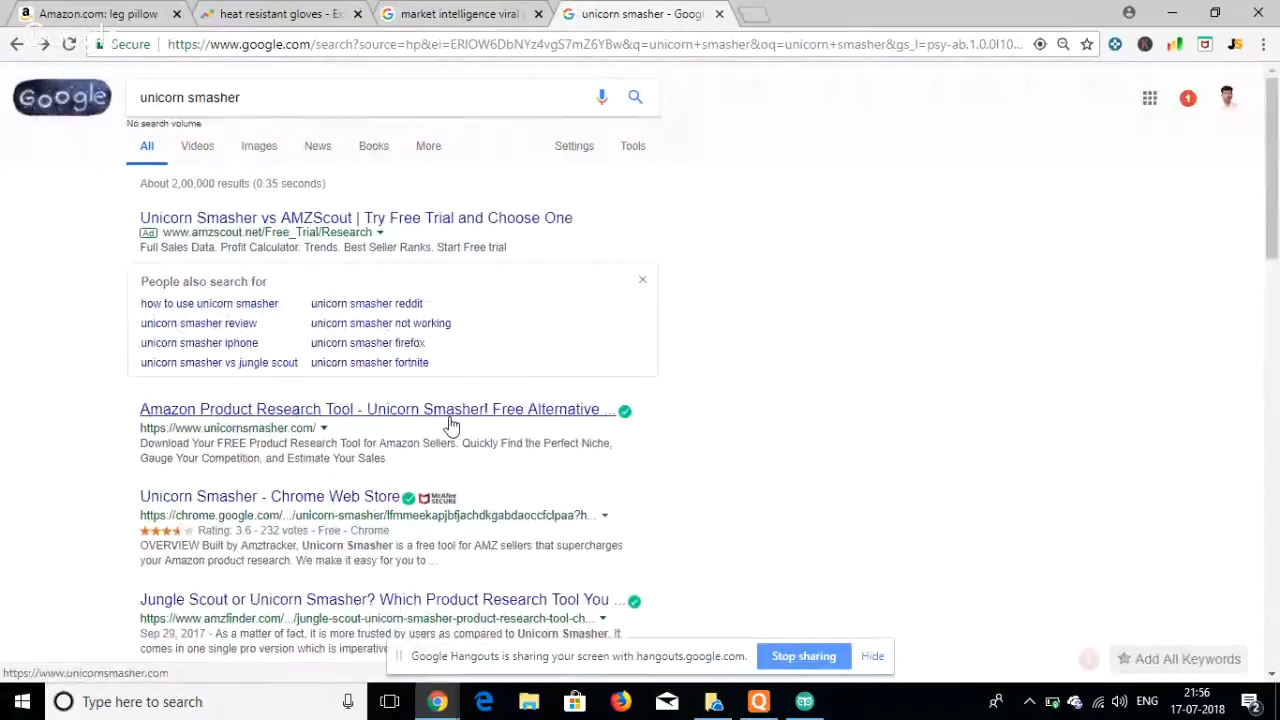 Amazon.com: leg pillow
heat resistant gloves - Ex
market intelligence viral
unicorn smasher - Googl
Secure
https://www.google.com/search?source=hp&ei=ERIOW6DbNYz4vgS7mZ6YBw&q=unicorn+smasher&oq=unicorn+smasher&gs_l=psy-ab.1.0.0l10...
Google
unicorn smasher
1
No search volume
All
Videos
Images
News
Books
More
Settings
Tools
About 2,00,000 results (0.35 seconds)
Unicorn Smasher vs AMZScout | Try Free Trial and Choose One
Ad www.amzscout.net/Free_Trial/Research
Full Sales Data. Profit Calculator. Trends. Best Seller Ranks. Start Free trial
People also search for
how to use unicorn smasher
unicorn smasher reddit
unicorn smasher review
unicorn smasher not working
unicorn smasher iphone
unicorn smasher firefox
unicorn smasher vs jungle scout
unicorn smasher fortnite
Amazon Product Research Tool - Unicorn Smasher! Free Alternative ...
https://www.unicornsmasher.com/
Download Your FREE Product Research Tool for Amazon Sellers. Quickly Find the Perfect Niche,
Gauge Your Competition, and Estimate Your Sales.
Unicorn Smasher - Chrome Web Store
McAfee SECURE
https://chrome.google.com/.../unicorn-smasher/lfmmeekapjbfjachdkgabdaoccfclpaa?h...
Rating: 3.6 - 232 votes - Free - Chrome
OVERVIEW Built by Amztracker, Unicorn Smasher is a free tool for AMZ sellers that supercharges
your Amazon product research. We make it easy for you to ...
Jungle Scout or Unicorn Smasher? Which Product Research Tool You ...
https://www.amzfinder.com/.../jungle-scout-unicorn-smasher-product-research-tool-ch...
Sep 29, 2017 - As a matter of fact, it is more trusted by users as compared to Unicorn Smasher. It
comes in one single pro version which is imperative
Google Hangouts is sharing your screen with hangouts.google.com.
Stop sharing
Hide
Add All Keywords
https://www.unicornsmasher.com
Type here to search
ENG
21:56
17-07-2018
2